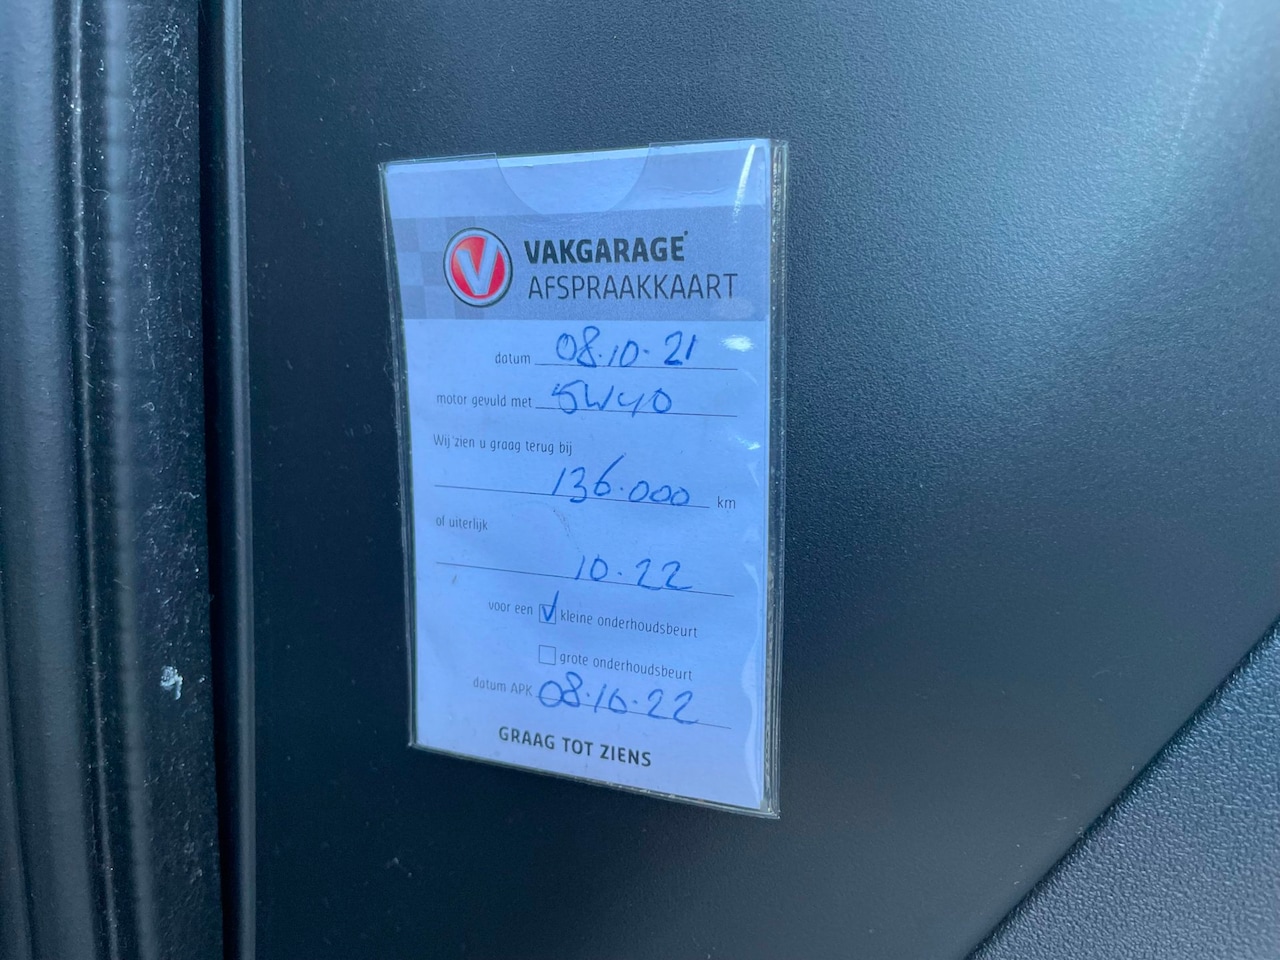 VAKGARAGE
AFSPRAAKKAART
datum 08.10.21
motor gevuld met 5W40
Wij zien u graag terug bij
136.000 km
of uiterlijk
10.22
voor een kleine onderhoudsbeurt
grote onderhoudsbeurt
datum APK 08.10.22
GRAAG TOT ZIENS